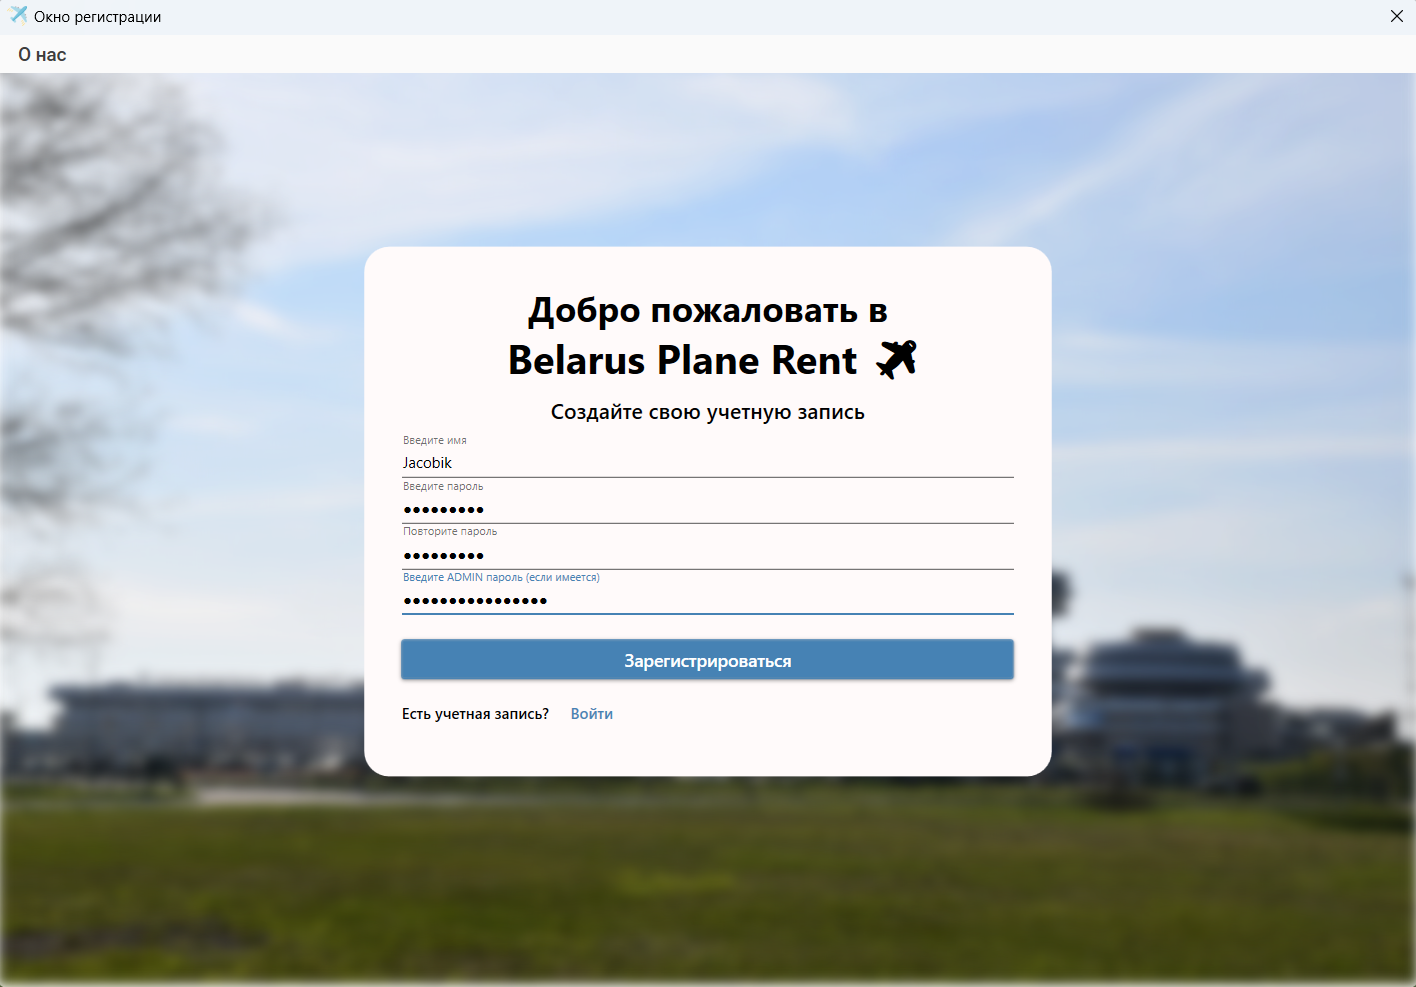 Окно регистрации
О нас
Добро пожаловать в
Belarus Plane Rent
Создайте свою учетную запись
Введите имя
Jacobik
Введите пароль
●●●●●●●●●
Повторите пароль
●●●●●●●●●
Введите ADMIN пароль (если имеется)
●●●●●●●●●●●●●●●●
Зарегистрироваться
Есть учетная запись? Войти